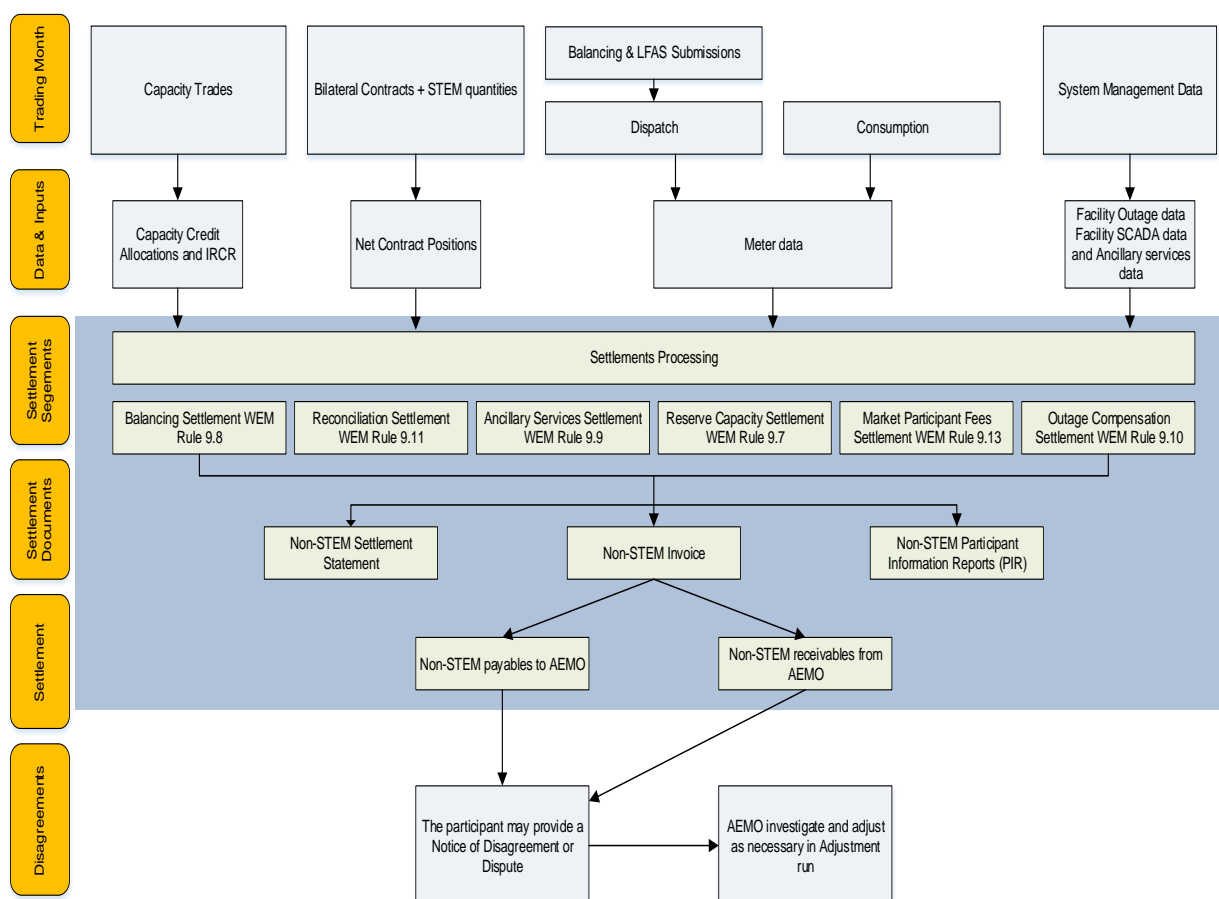 Trading Month
Capacity Trades
Bilateral Contracts + STEM quantities
Balancing & LFAS Submissions
Dispatch
Consumption
System Management Data
Data & Inputs
Capacity Credit
Allocations and IRCR
Net Contract Positions
Meter data
Facility Outage data
Facility SCADA data
and Ancillary services
data
Settlement
Segements
Settlements Processing
Balancing Settlement WEM
Rule 9.8
Reconciliation Settlement
WEM Rule 9.11
Ancillary Services Settlement
WEM Rule 9.9
Reserve Capacity Settlement
WEM Rule 9.7
Market Participant Fees
Settlement WEM Rule 9.13
Outage Compensation
Settlement WEM Rule 9.10
Settlement
Documents
Non-STEM Settlement
Statement
Non-STEM Invoice
Non-STEM Participant
Information Reports (PIR)
Settlement
Non-STEM payables to AEMO
Non-STEM receivables from
AEMO
Disagreements
The participant may provide a
Notice of Disagreement or
Dispute
AEMO investigate and adjust
as necessary in Adjustment
run